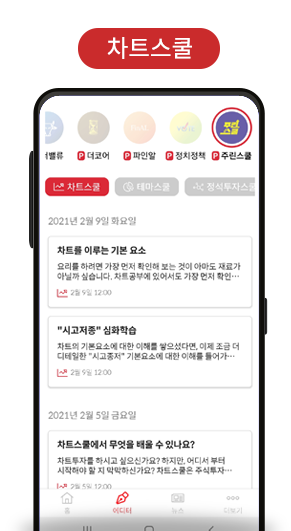 차트스쿨
더밸류
P 더코어
P 파인말
P 정치정책
P 주린스쿨
차트스쿨
테마스쿨
정석투자스쿨
2021년 2월 9일 화요일
차트를 이루는 기본 요소
요리를 하려면 가장 먼저 확인해 보는 것이 아마도 재료가
아닐까 싶습니다. 차트공부에 있어서도 가장 먼저 확인…
2월 9일 12:00
"시고저종" 심화학습
차트의 기본요소에 대한 이해를 쌓으셨다면, 이제 조금 더
디테일한 "시고종저" 기본요소에 대한 이해를 들어가…
2월 9일 12:00
2021년 2월 5일 금요일
차트스쿨에서 무엇을 배울 수 있나요?
차트투자를 하시고 싶으신가요? 하지만, 어디서 부터
시작해야 할 지 막막하신가요? 차트스쿨은 주식투자…
2월 5일 12:00
홈
어디터
뉴스
더보기